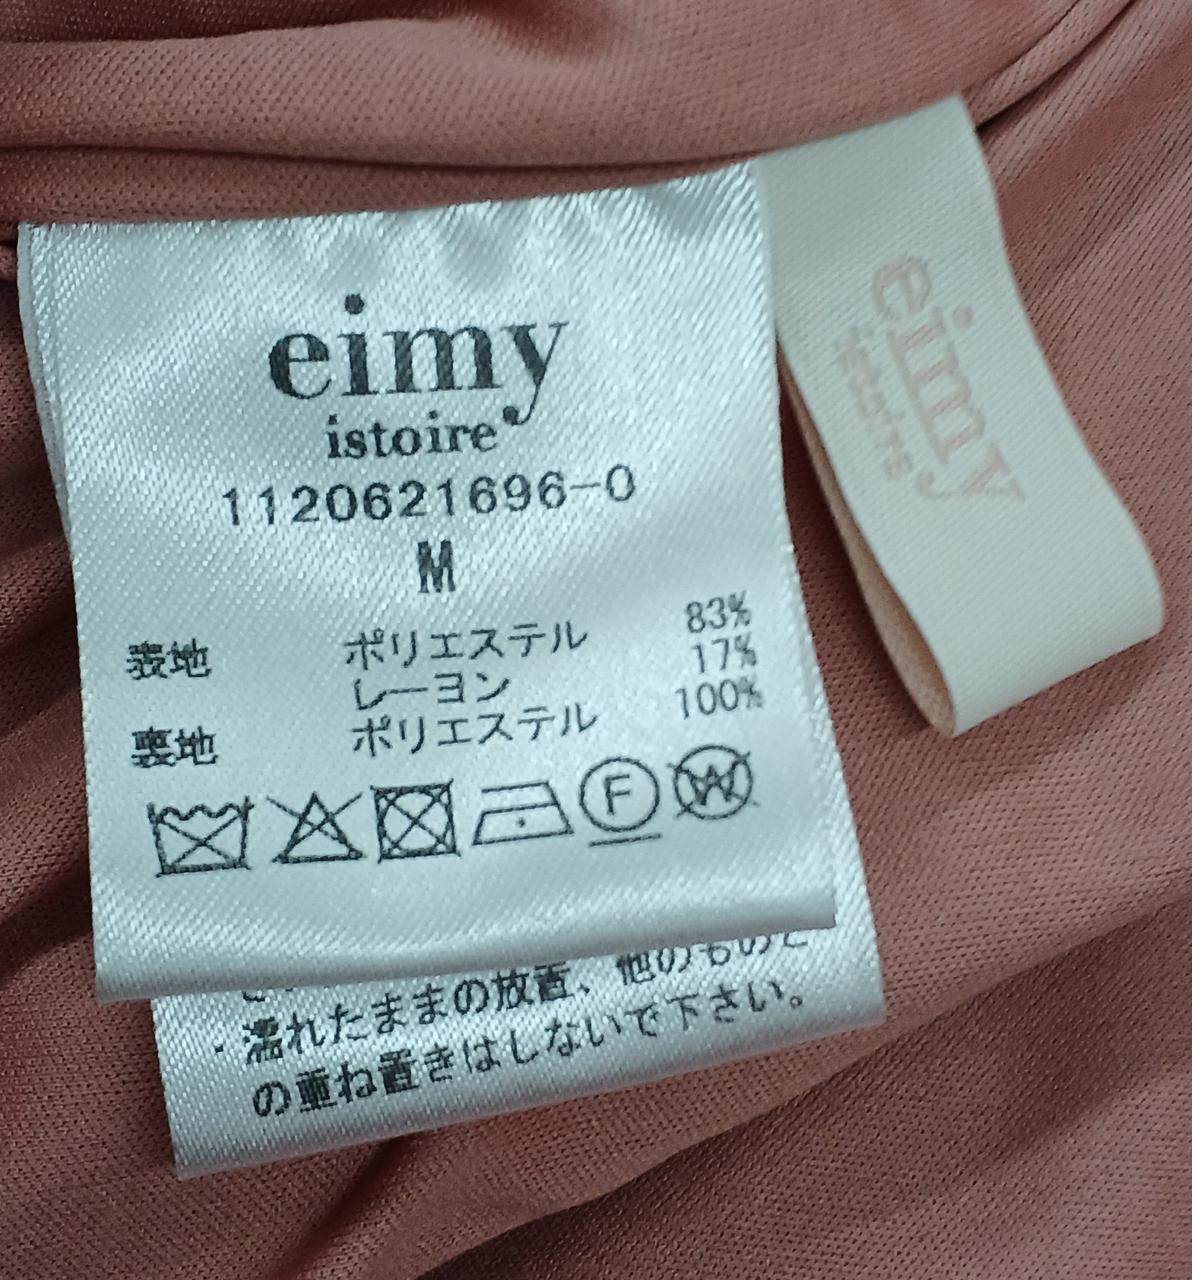 eimy
istoire
1120621696-0
M
表地 ポリエステル 83%
レーヨン 17%
裏地 ポリエステル 100%
F
W
・濡れたままの放置、他のものと
の重ね置きはしないで下さい。
eimy
istoire